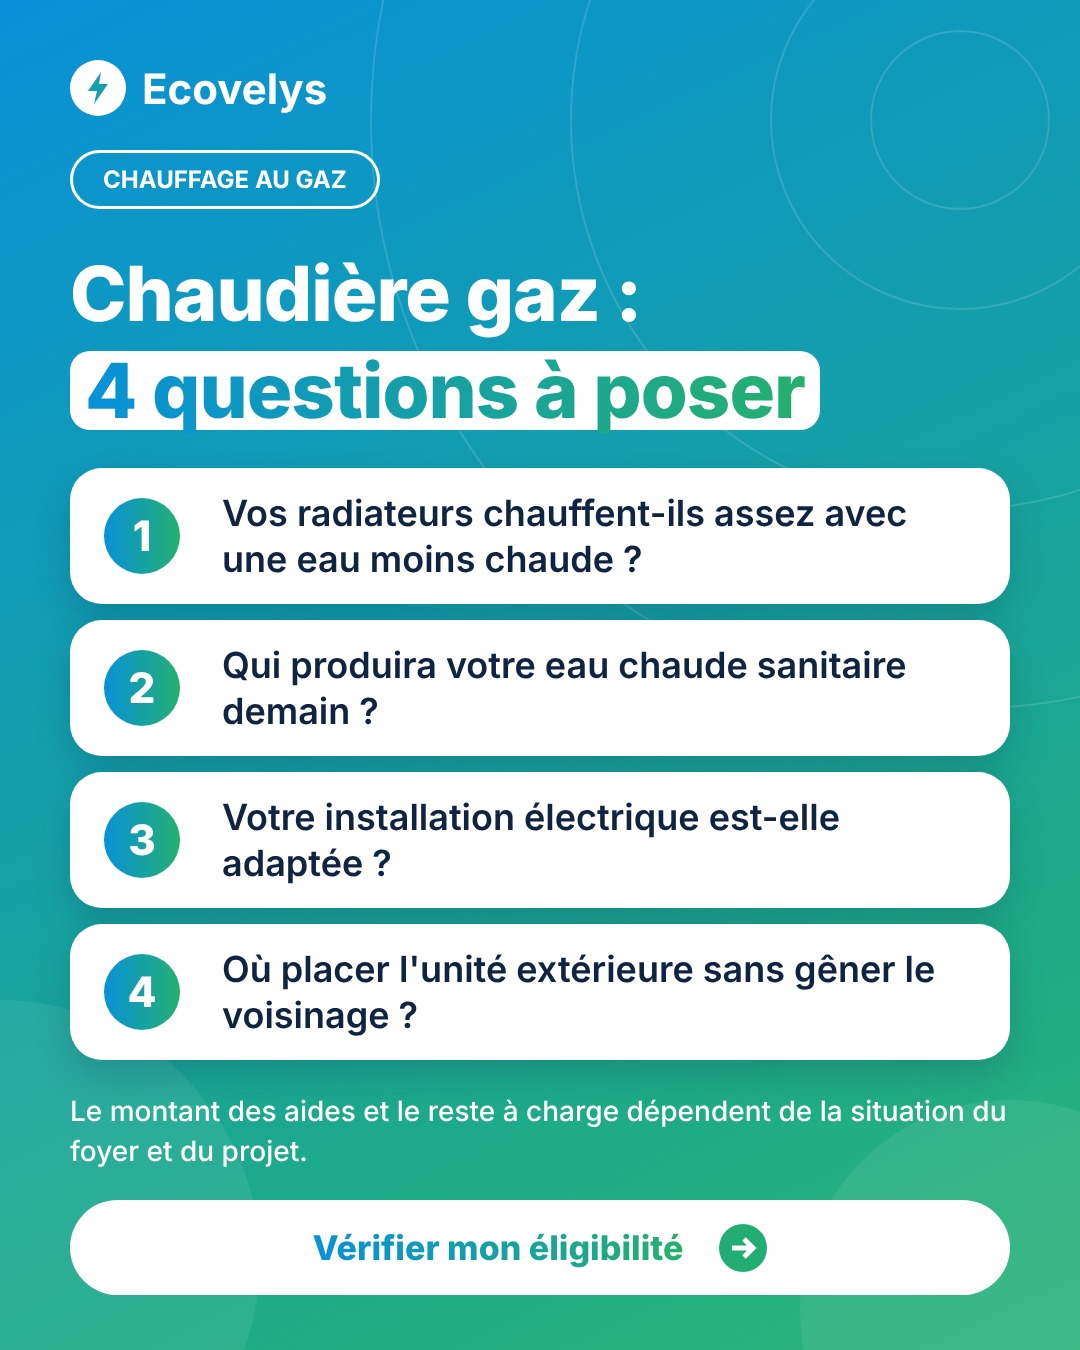 Ecovelys
CHAUFFAGE AU GAZ
Chaudière gaz :
4 questions à poser
1
Vos radiateurs chauffent-ils assez avec
une eau moins chaude ?
2
Qui produira votre eau chaude sanitaire
demain ?
3
Votre installation électrique est-elle
adaptée ?
4
Où placer l'unité extérieure sans gêner le
voisinage ?
Le montant des aides et le reste à charge dépendent de la situation du
foyer et du projet.
Vérifier mon éligibilité